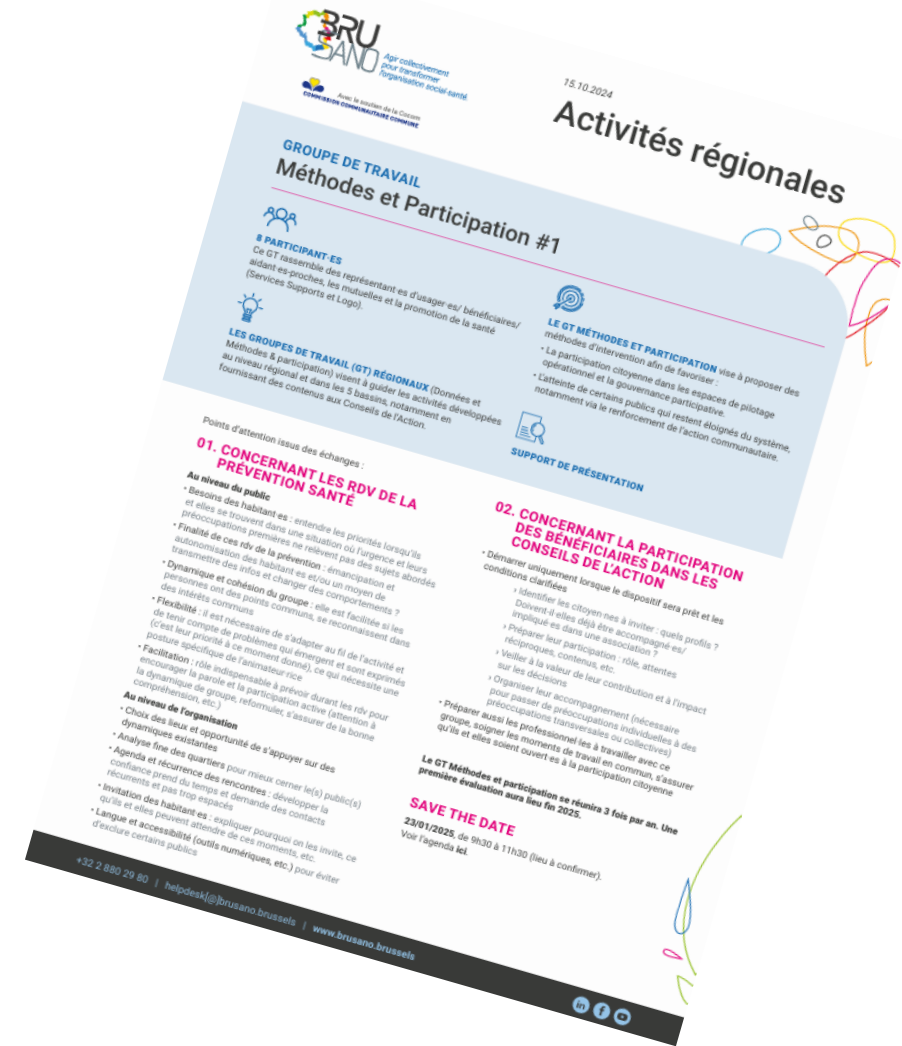 BRU
SANO
Agir collectivement
pour transformer
l'organisation social-santé
Avec le soutien de la Cocom
COMMISSION COMMUNAUTAIRE COMMUNE
15.10.2024
Activités régionales
GROUPE DE TRAVAIL
Méthodes et Participation #1
8 PARTICIPANT·ES
Ce GT rassemble des représentant·es d'usager·es/ bénéficiaires/
aidant·es-proches, les mutuelles et la promotion de la santé
(Services Supports et Logo).
LES GROUPES DE TRAVAIL (GT) RÉGIONAUX (Données et
Méthodes & participation) visent à guider les activités développées
au niveau régional et dans les 5 bassins, notamment en
fournissant des contenus aux Conseils de l'Action.
LE GT MÉTHODES ET PARTICIPATION vise à proposer des
méthodes d'intervention afin de favoriser :
• La participation citoyenne dans les espaces de pilotage
opérationnel et la gouvernance participative.
• L'atteinte de certains publics qui restent éloignés du système,
notamment via le renforcement de l'action communautaire.
SUPPORT DE PRÉSENTATION
Points d'attention issus des échanges :
01. CONCERNANT LES RDV DE LA
PRÉVENTION SANTÉ
Au niveau du public
• Besoins des habitant·es : entendre les priorités lorsqu'ils
et elles se trouvent dans une situation où l'urgence et leurs
préoccupations premières ne relèvent pas des sujets abordés
• Finalité de ces rdv de la prévention : émancipation et
autonomisation des habitant·es et/ou un moyen de
transmettre des infos et changer des comportements ?
• Dynamique et cohésion du groupe : elle est facilitée si les
personnes ont des points communs, se reconnaissent dans
des intérêts communs
• Flexibilité : il est nécessaire de s'adapter au fil de l'activité et
de tenir compte de problèmes qui émergent et sont exprimés
(c'est leur priorité à ce moment donné), ce qui nécessite une
posture spécifique de l'animateur·rice
• Facilitation : rôle indispensable à prévoir durant les rdv pour
encourager la parole et la participation active (attention à
la dynamique de groupe, reformuler, s'assurer de la bonne
compréhension, etc.)
Au niveau de l'organisation
• Choix des lieux et opportunité de s'appuyer sur des
dynamiques existantes
• Analyse fine des quartiers pour mieux cerner le(s) public(s)
• Agenda et récurrence des rencontres : développer la
confiance prend du temps et demande des contacts
récurrents et pas trop espacés
• Invitation des habitant·es : expliquer pourquoi on les invite, ce
qu'ils et elles peuvent attendre de ces moments, etc.
• Langue et accessibilité (outils numériques, etc.) pour éviter
d'exclure certains publics
02. CONCERNANT LA PARTICIPATION
DES BÉNÉFICIAIRES DANS LES
CONSEILS DE L'ACTION
• Démarrer uniquement lorsque le dispositif sera prêt et les
conditions clarifiées
› Identifier les citoyen·nes à inviter : quels profils ?
Doivent-il·elles déjà être accompagné·es/
impliqué·es dans une association ?
› Préparer leur participation : rôle, attentes
réciproques, contenus, etc.
› Veiller à la valeur de leur contribution et à l'impact
sur les décisions
› Organiser leur accompagnement (nécessaire
pour passer de préoccupations individuelles à des
préoccupations transversales ou collectives)
• Préparer aussi les professionnel·les à travailler avec ce
groupe, soigner les moments de travail en commun, s'assurer
qu'ils et elles soient ouvert·es à la participation citoyenne
Le GT Méthodes et participation se réunira 3 fois par an. Une
première évaluation aura lieu fin 2025.
SAVE THE DATE
23/01/2025, de 9h30 à 11h30 (lieu à confirmer).
Voir l'agenda ici.
+32 2 880 29 80 | helpdesk[@]brusano.brussels | www.brusano.brussels
in f